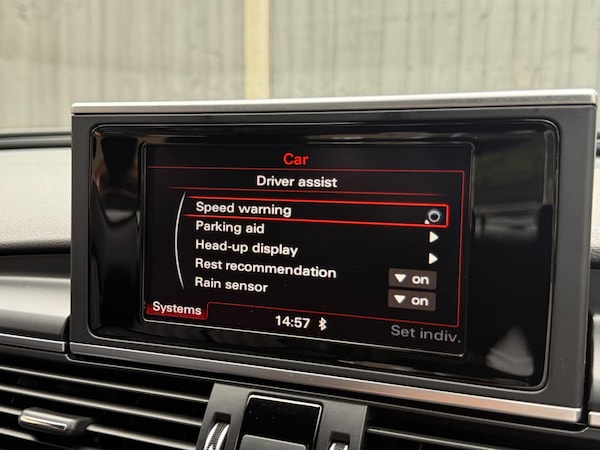 Car
Driver assist
Speed warning
Parking aid
Head-up display
Rest recommendation
on
Rain sensor
on
Systems
14:57
Set indiv.